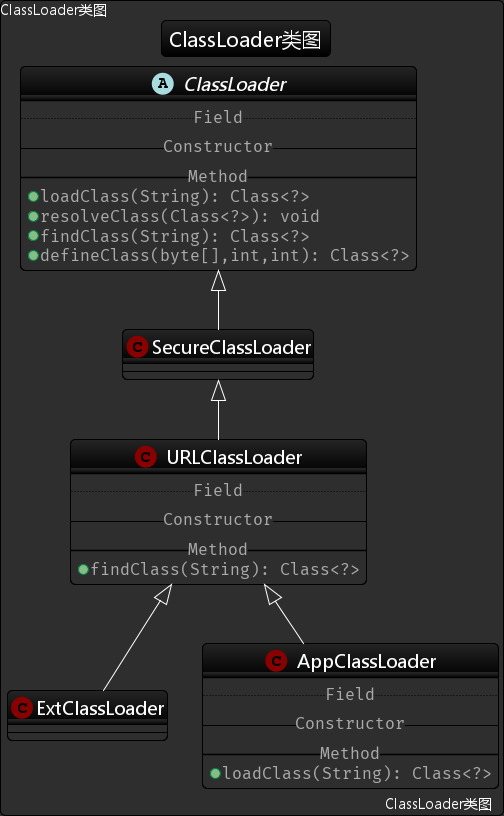 ClassLoader类图
ClassLoader类图
A ClassLoader
Field
Constructor
Method
loadClass(String): Class<?>
resolveClass(Class<?>): void
findClass(String): Class<?>
defineClass(byte[],int,int): Class<?>
C SecureClassLoader
C URLClassLoader
Field
Constructor
Method
findClass(String): Class<?>
C AppClassLoader
Field
Constructor
Method
loadClass(String): Class<?>
C ExtClassLoader
ClassLoader类图